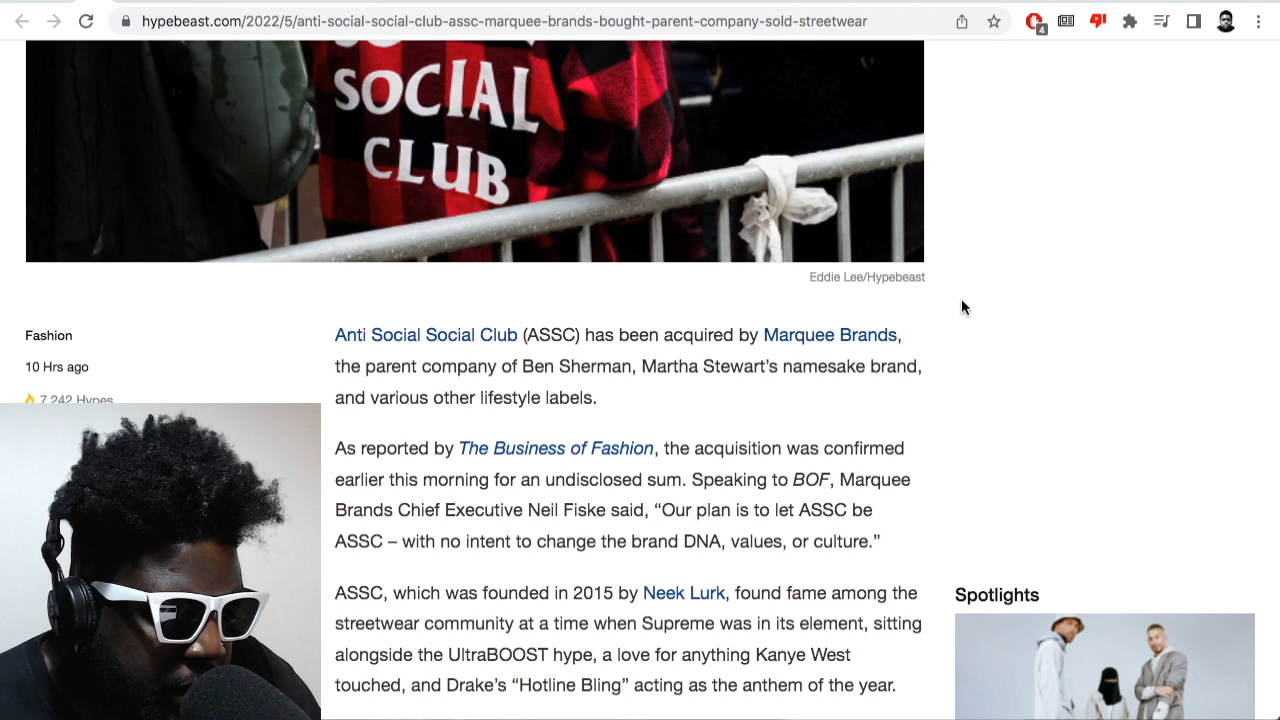 hypebeast.com/2022/5/anti-social-social-club-assc-marquee-brands-bought-parent-company-sold-streetwear
4
SOCIAL
CLUB
Eddie Lee/Hypebeast
Fashion
10 Hrs ago
7,242 Hypes
Anti Social Social Club (ASSC) has been acquired by Marquee Brands,
the parent company of Ben Sherman, Martha Stewart’s namesake brand,
and various other lifestyle labels.
As reported by The Business of Fashion, the acquisition was confirmed
earlier this morning for an undisclosed sum. Speaking to BOF, Marquee
Brands Chief Executive Neil Fiske said, “Our plan is to let ASSC be
ASSC – with no intent to change the brand DNA, values, or culture.”
ASSC, which was founded in 2015 by Neek Lurk, found fame among the
streetwear community at a time when Supreme was in its element, sitting
alongside the UltraBOOST hype, a love for anything Kanye West
touched, and Drake’s “Hotline Bling” acting as the anthem of the year.
Spotlights